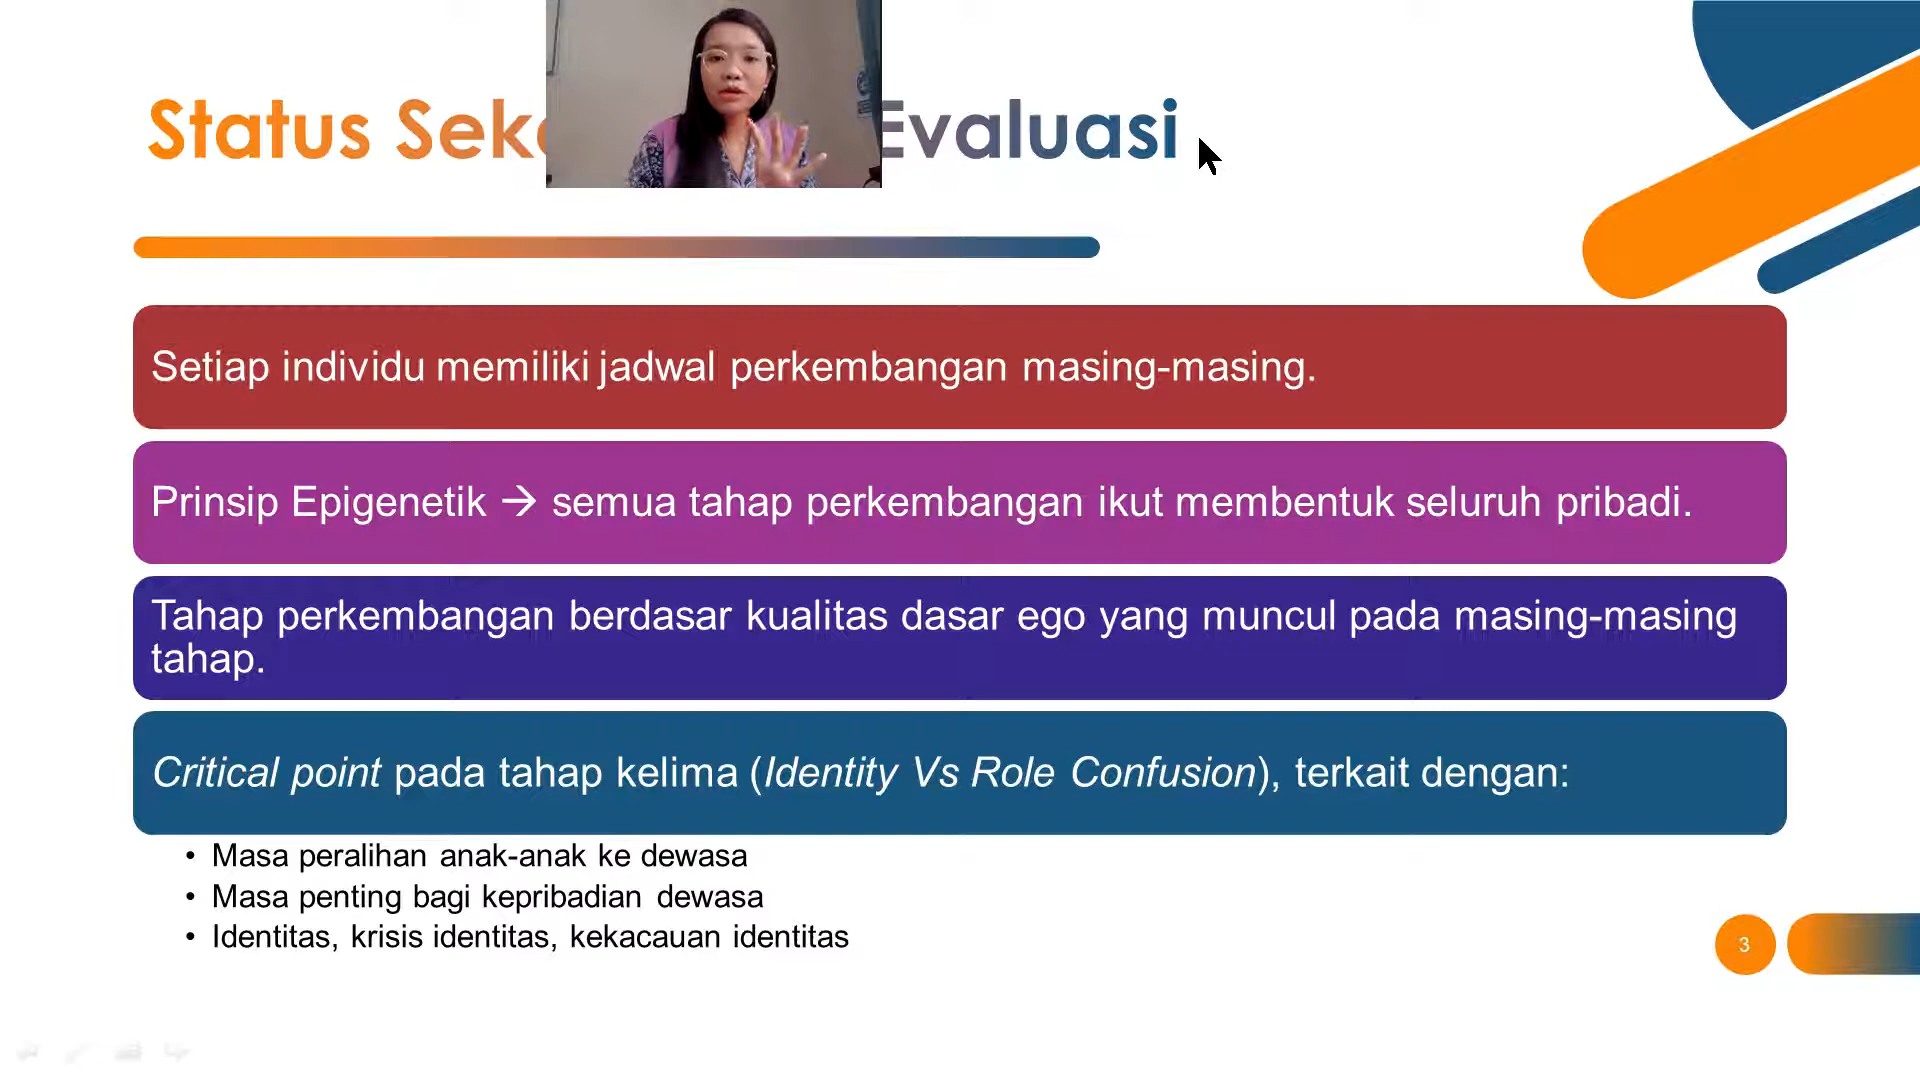 Status Evaluasi
Setiap individu memiliki jadwal perkembangan masing-masing.
Prinsip Epigenetik → semua tahap perkembangan ikut membentuk seluruh pribadi.
Tahap perkembangan berdasar kualitas dasar ego yang muncul pada masing-masing
tahap.
Critical point pada tahap kelima (Identity Vs Role Confusion), terkait dengan:
• Masa peralihan anak-anak ke dewasa
• Masa penting bagi kepribadian dewasa
• Identitas, krisis identitas, kekacauan identitas
3